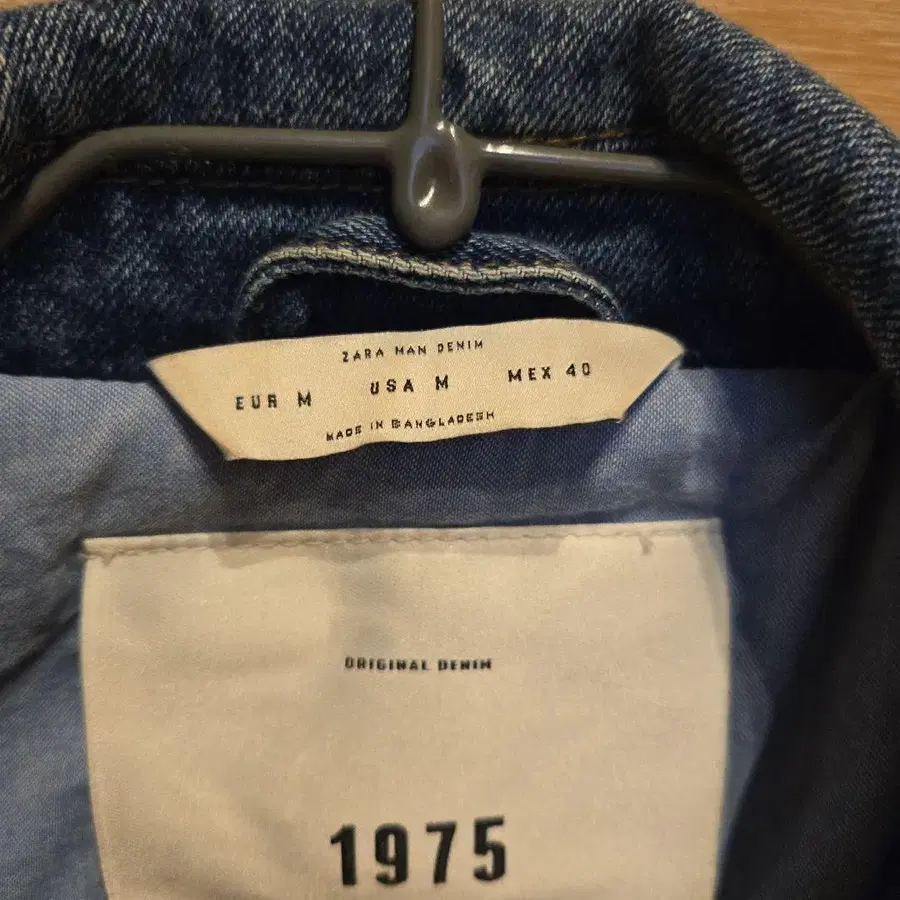 ZARA MAN DENIM
EUR M USA M MEX 40
MADE IN BANGLADESH
ORIGINAL DENIM
1975